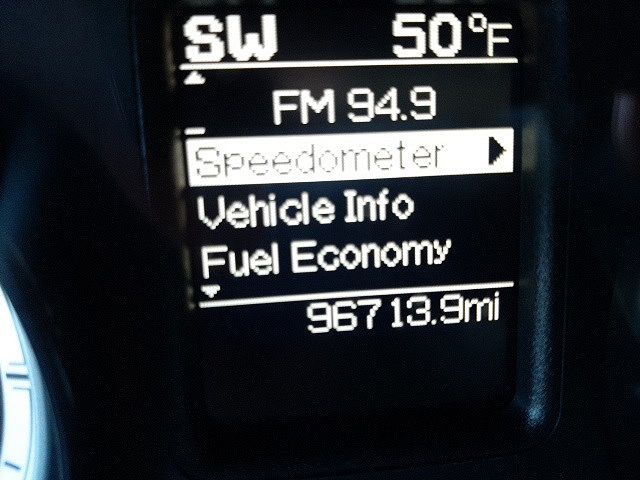 SW 50°F
FM 94.9
Speedometer
Vehicle Info
Fuel Economy
96713.9mi